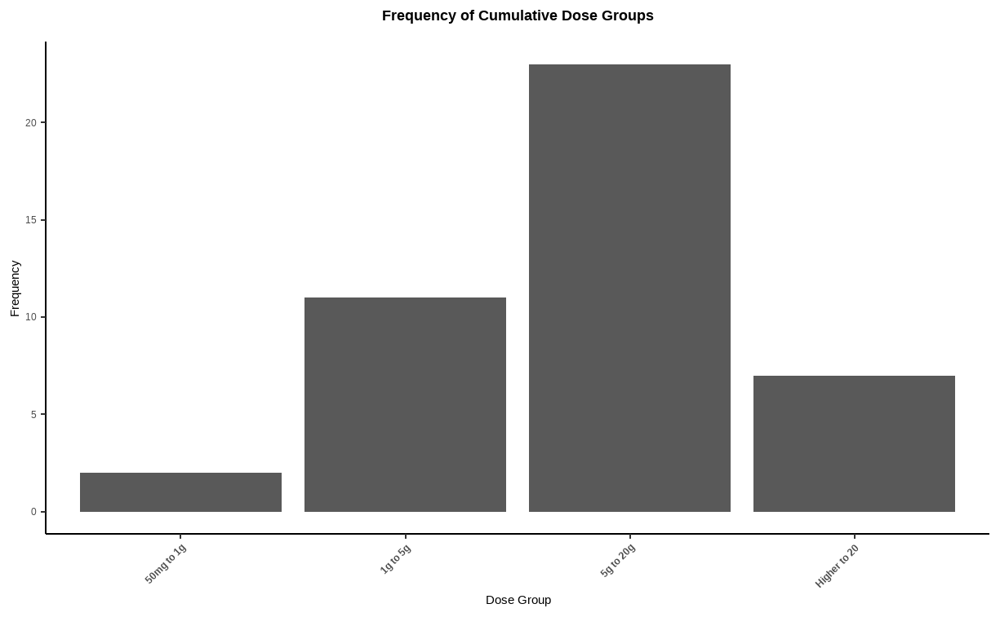 Frequency of Cumulative Dose Groups
Frequency
20
15
10
5
0
50mg to 1g
1g to 5g
5g to 20g
Higher to 20
Dose Group